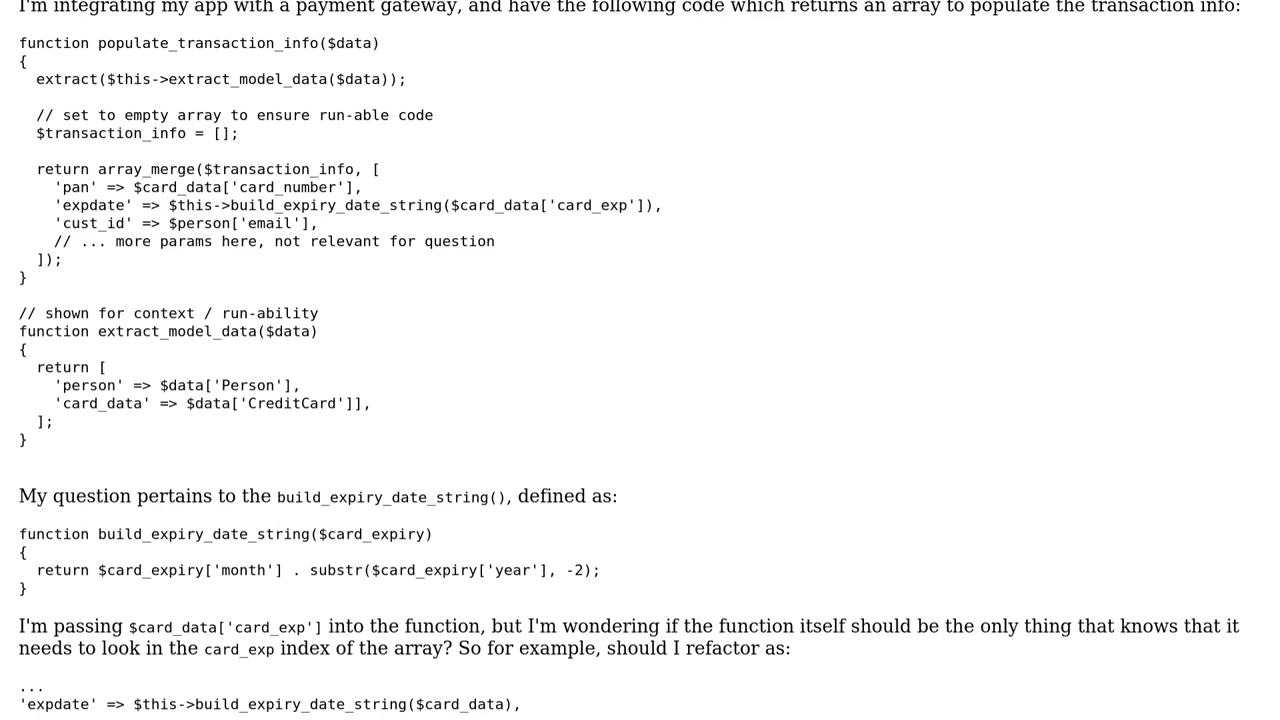 I'm integrating my app with a payment gateway, and have the following code which returns an array to populate the transaction info:
function populate_transaction_info($data)
{
  extract($this->extract_model_data($data));
  // set to empty array to ensure run-able code
  $transaction_info = [];
  return array_merge($transaction_info, [
    'pan' => $card_data['card_number'],
    'expdate' => $this->build_expiry_date_string($card_data['card_exp']),
    'cust_id' => $person['email'],
    // ... more params here, not relevant for question
  ]);
}
// shown for context / run-ability
function extract_model_data($data)
{
  return [
    'person' => $data['Person'],
    'card_data' => $data['CreditCard']],
  ];
}
My question pertains to the build_expiry_date_string(), defined as:
function build_expiry_date_string($card_expiry)
{
  return $card_expiry['month'] . substr($card_expiry['year'], -2);
}
I'm passing $card_data['card_exp'] into the function, but I'm wondering if the function itself should be the only thing that knows that it
needs to look in the card_exp index of the array? So for example, should I refactor as:
...
'expdate' => $this->build_expiry_date_string($card_data),